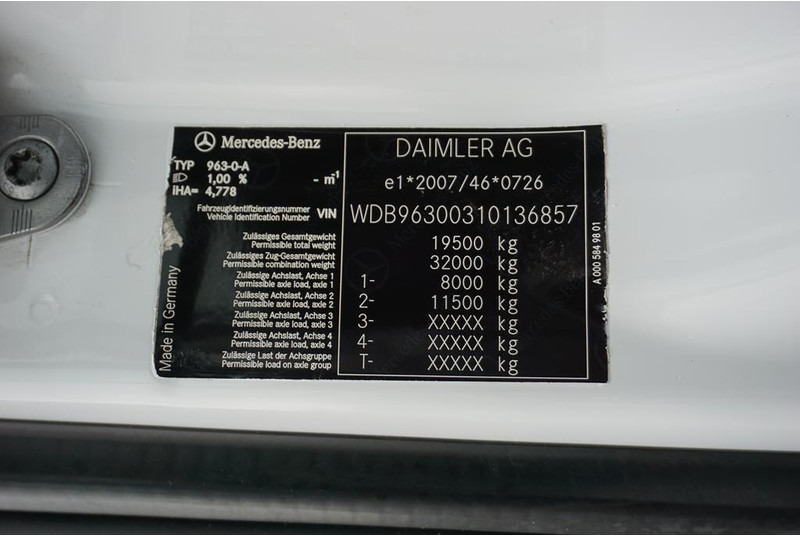 Mercedes-Benz
TYP 963-0-A
1,00 % - m-1
IHA= 4,778
DAIMLER AG
e1*2007/46*0726
Fahrzeugidentifizierungsnummer
Vehicle Identification Number VIN WDB96300310136857
Zulässiges Gesamtgewicht
Permissible total weight 19500 kg
Zulässige Zug-Gesamtgewicht
Permissible combination weight 32000 kg
Zulässige Achslast, Achse 1
Permissible axle load, axle 1 1- 8000 kg
Zulässige Achslast, Achse 2
Permissible axle load, axle 2 2- 11500 kg
Zulässige Achslast, Achse 3
Permissible axle load, axle 3 3- XXXXX kg
Zulässige Achslast, Achse 4
Permissible axle load, axle 4 4- XXXXX kg
Zulässige Last der Achsgruppe
Permissible load on axle group T- XXXXX kg
Made in Germany
A 000 584 98 01